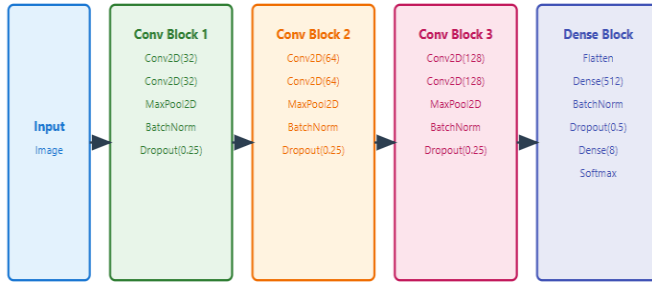 Input
Image
Conv Block 1
Conv2D(32)
Conv2D(32)
MaxPool2D
BatchNorm
Dropout(0.25)
Conv Block 2
Conv2D(64)
Conv2D(64)
MaxPool2D
BatchNorm
Dropout(0.25)
Conv Block 3
Conv2D(128)
Conv2D(128)
MaxPool2D
BatchNorm
Dropout(0.25)
Dense Block
Flatten
Dense(512)
BatchNorm
Dropout(0.5)
Dense(8)
Softmax